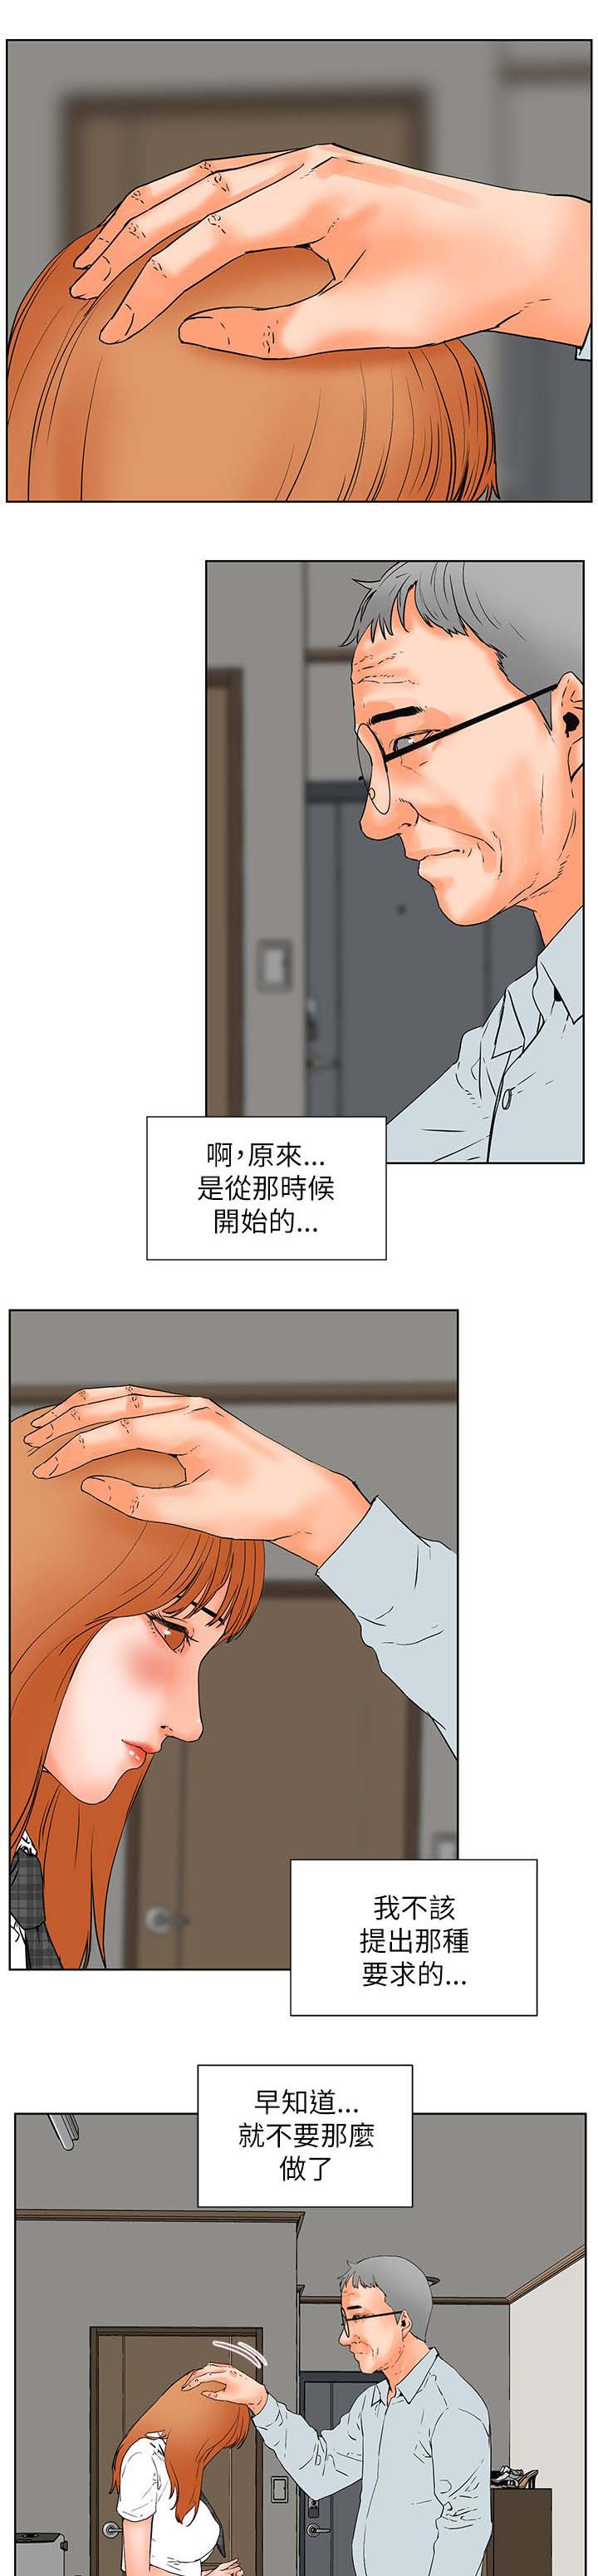 啊，原來…
是從那時候
開始的…
我不該
提出那種
要求的…
早知道…
就不要那麼
做了